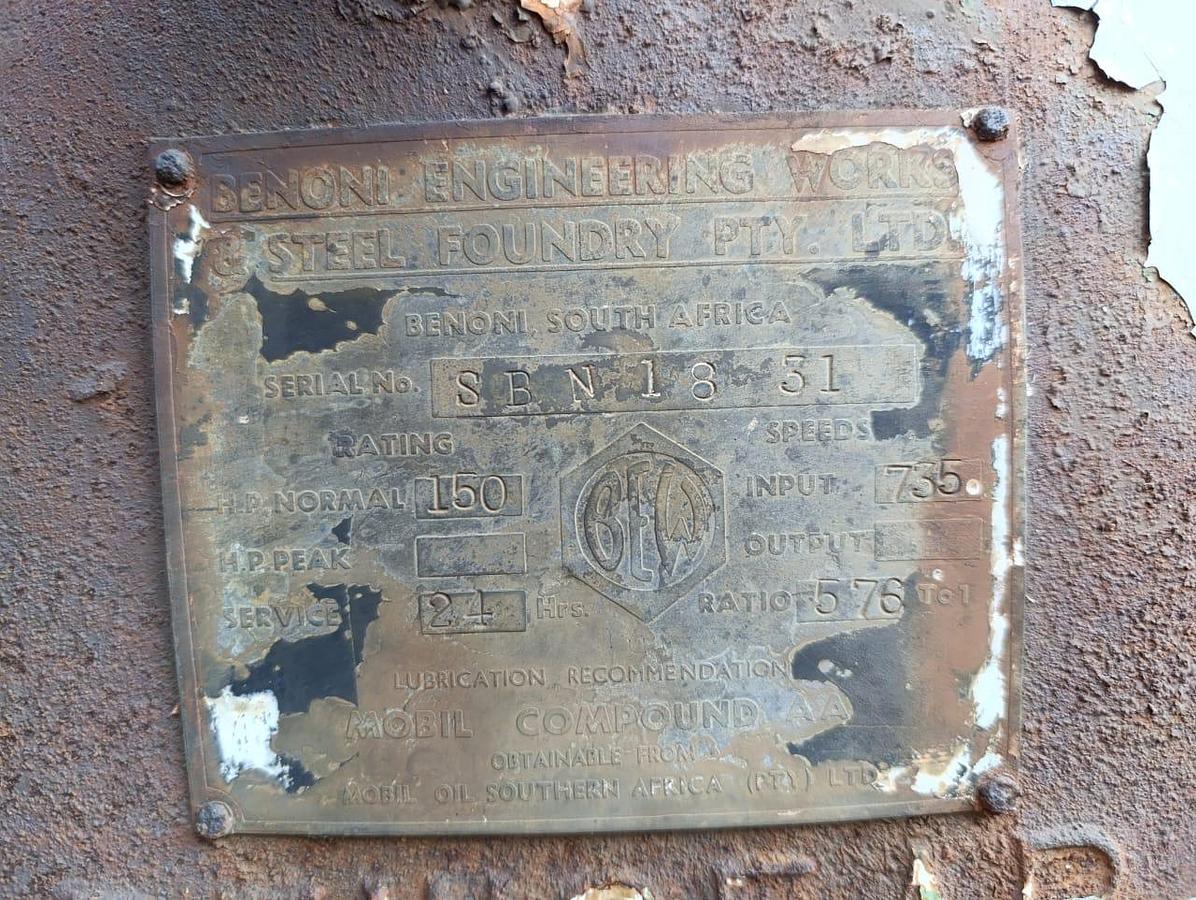 BENONI ENGINEERING WORKS
& STEEL FOUNDRY PTY. LTD.
BENONI, SOUTH AFRICA
SERIAL No. SBN 18 31
RATING SPEEDS
H.P. NORMAL 150 INPUT 735
BEW
H.P. PEAK OUTPUT
SERVICE 24 Hrs. RATIO 5 76 To 1
LUBRICATION RECOMMENDATION
MOBIL COMPOUND AA
OBTAINABLE FROM
MOBIL OIL SOUTHERN AFRICA (PTY) LTD